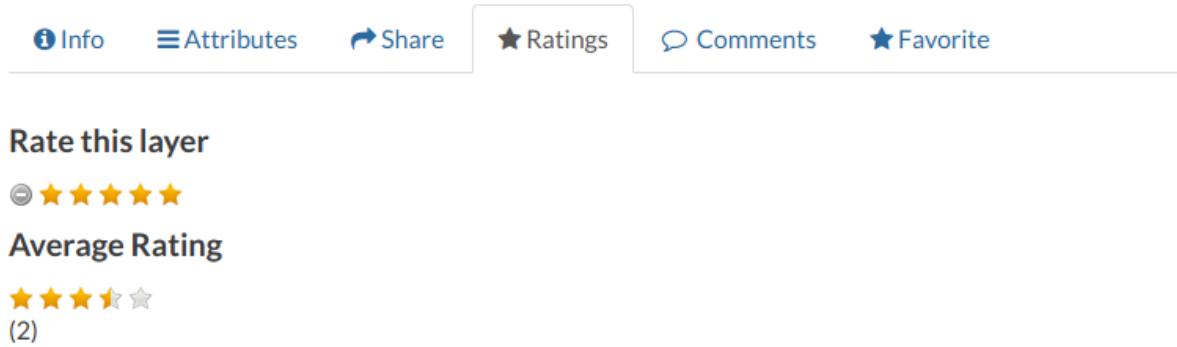 Info Attributes Share Ratings Comments Favorite
Rate this layer
Average Rating
(2)